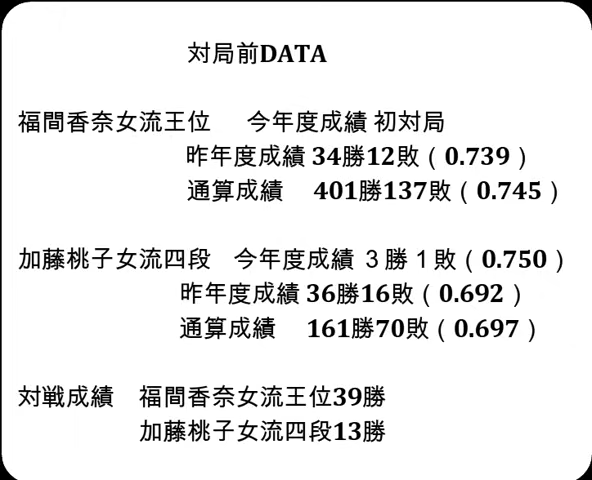 対局前DATA
福間香奈女流王位 今年度成績 初対局
昨年度成績 34勝12敗（0.739）
通算成績 401勝137敗（0.745）
加藤桃子女流四段 今年度成績 ３勝１敗（0.750）
昨年度成績 36勝16敗（0.692）
通算成績 161勝70敗（0.697）
対戦成績 福間香奈女流王位39勝
加藤桃子女流四段13勝